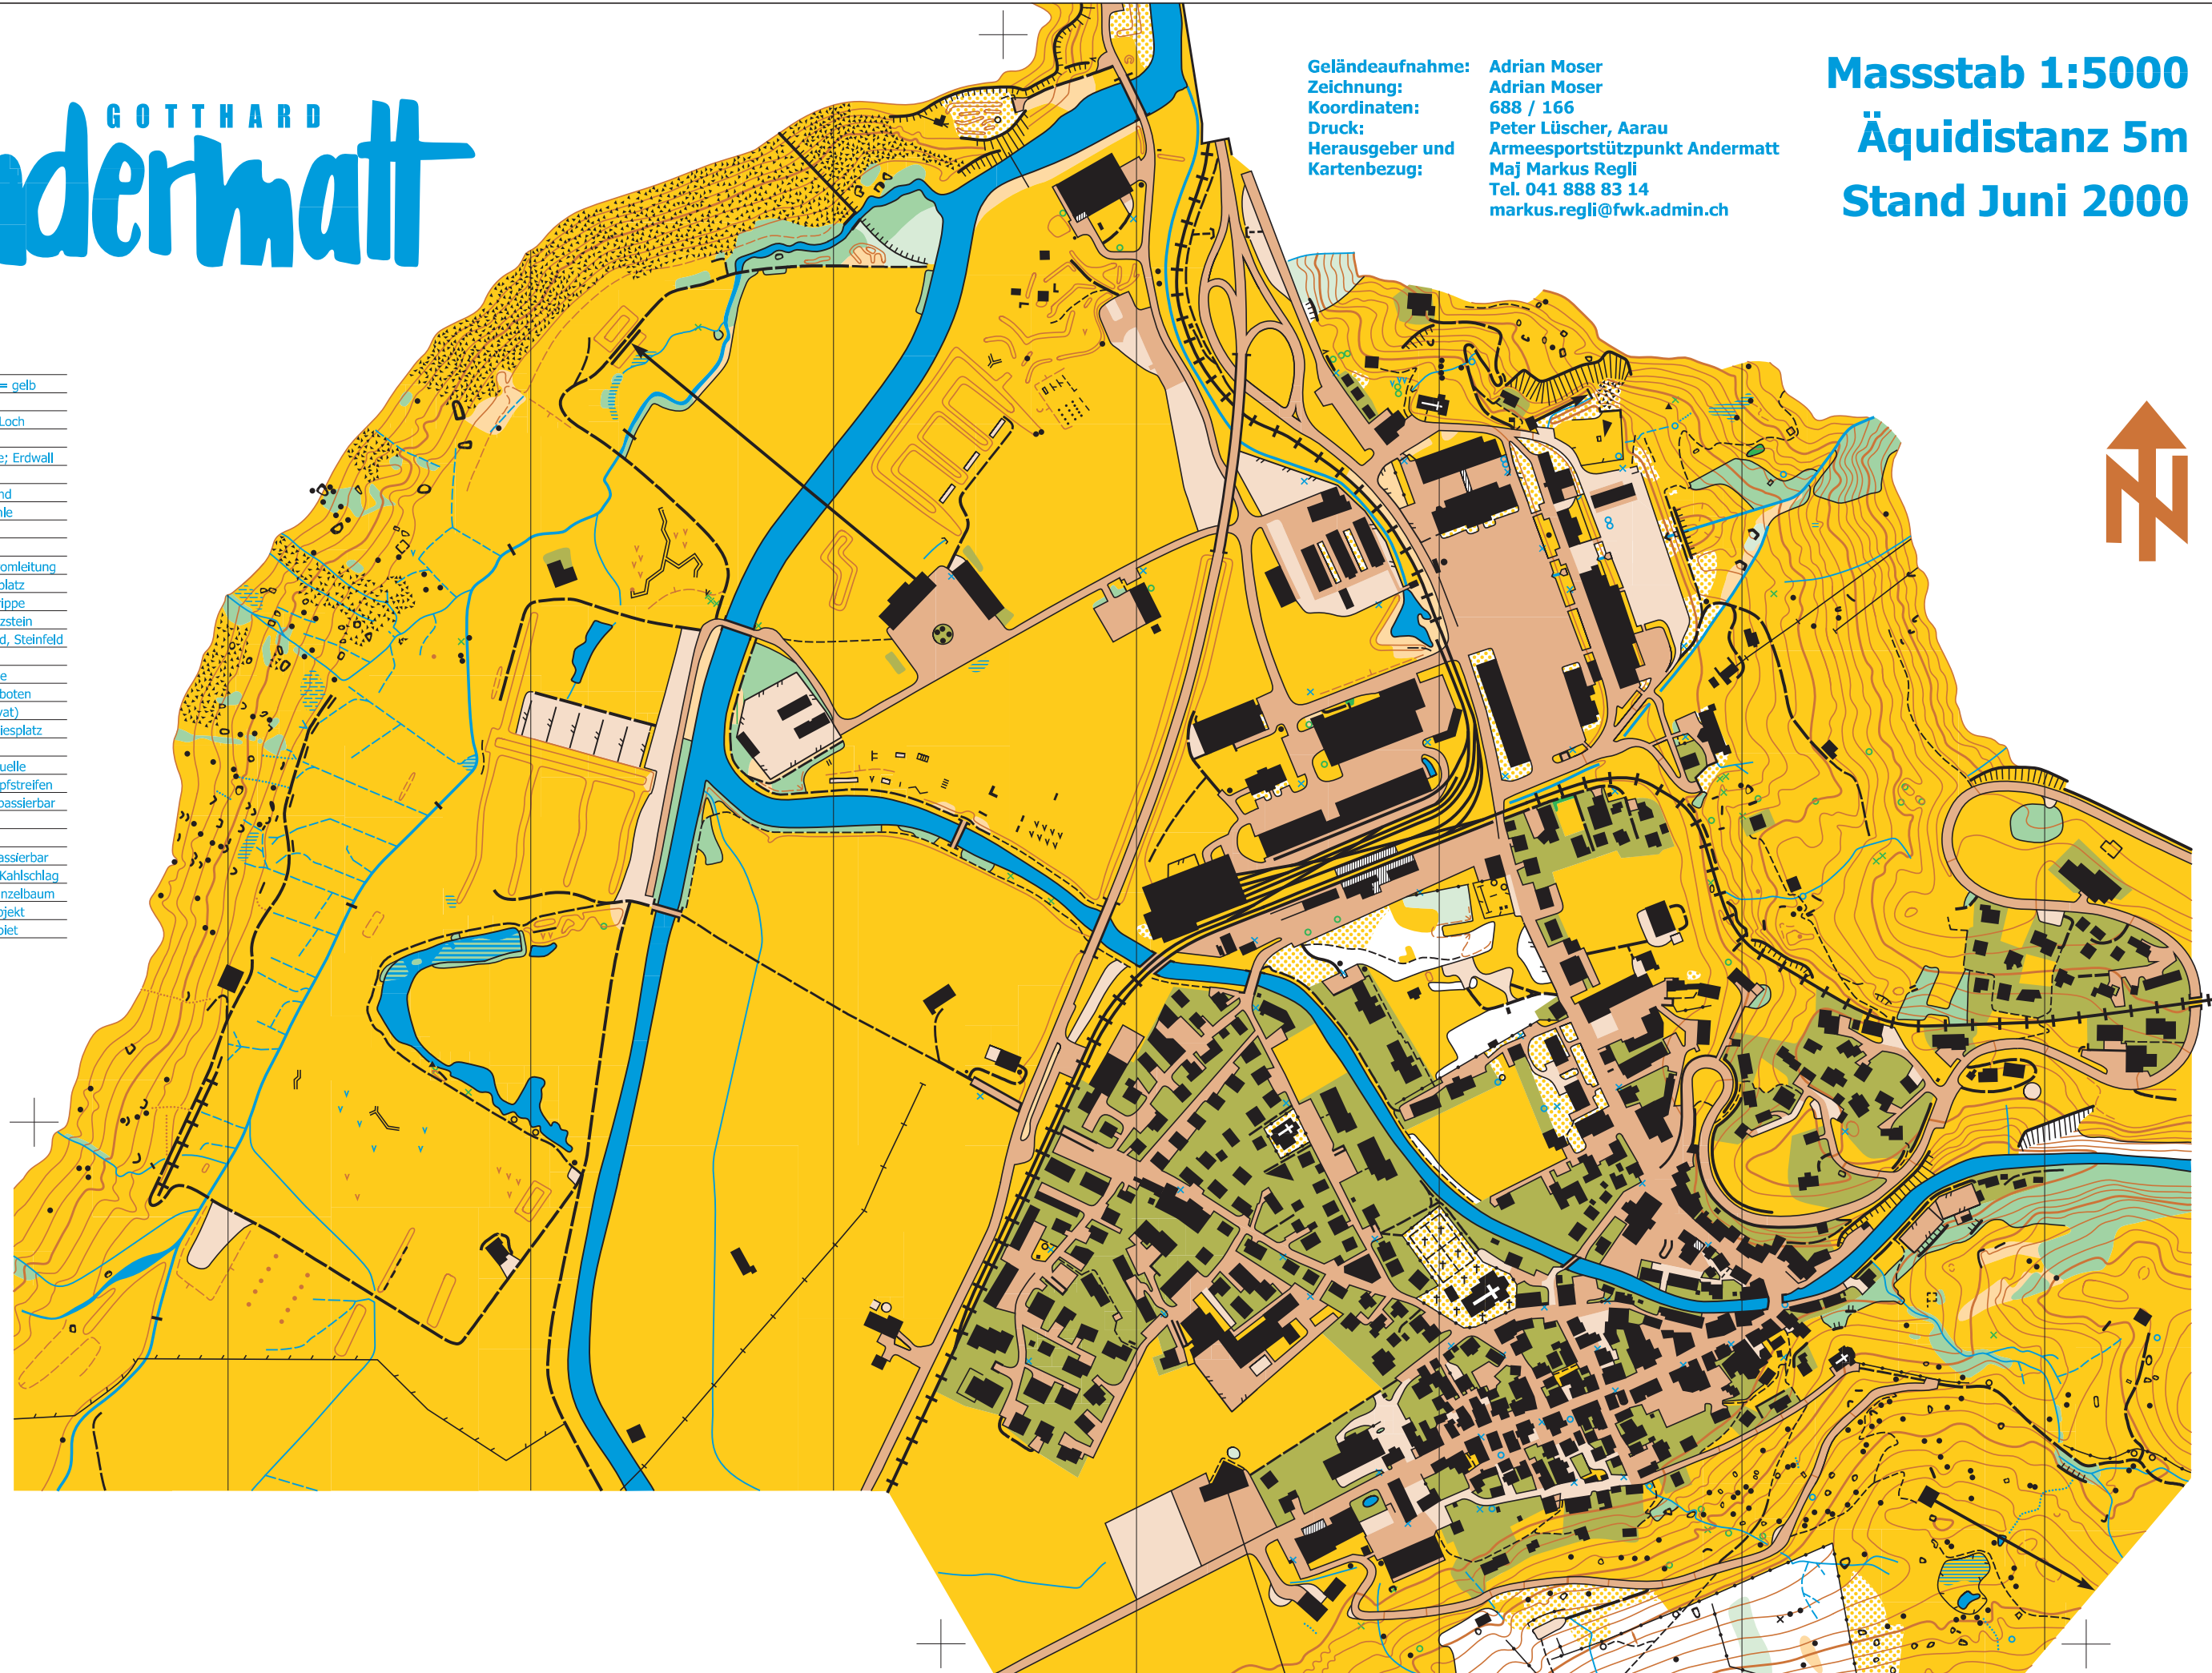 GOTTHARD
ndermatt
Geländeaufnahme: Adrian Moser
Zeichnung: Adrian Moser
Koordinaten: 688 / 166
Druck: Peter Lüscher, Aarau
Herausgeber und Armeesportstützpunkt Andermatt
Kartenbezug: Maj Markus Regli
Tel. 041 888 83 14
markus.regli@fwk.admin.ch
Massstab 1:5000
Äquidistanz 5m
Stand Juni 2000
= gelb
Loch
e; Erdwall
nd
hle
omleitung
platz
rippe
zstein
d, Steinfeld
e
boten
vat)
iesplatz
uelle
pfstreifen
passierbar
assierbar
Kahlschlag
nzelbaum
bjekt
biet
N